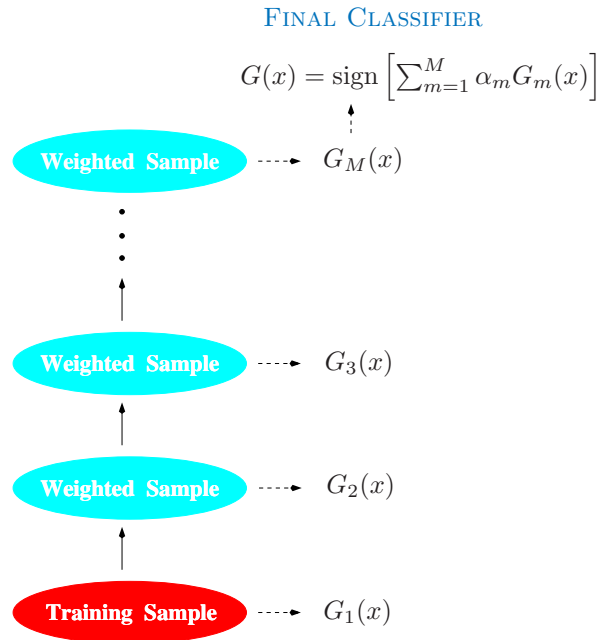 FINAL CLASSIFIER
G(x) = sign [∑_{m=1}^{M} α_m G_m(x)]
Weighted Sample G_M(x)
Weighted Sample G_3(x)
Weighted Sample G_2(x)
Training Sample G_1(x)